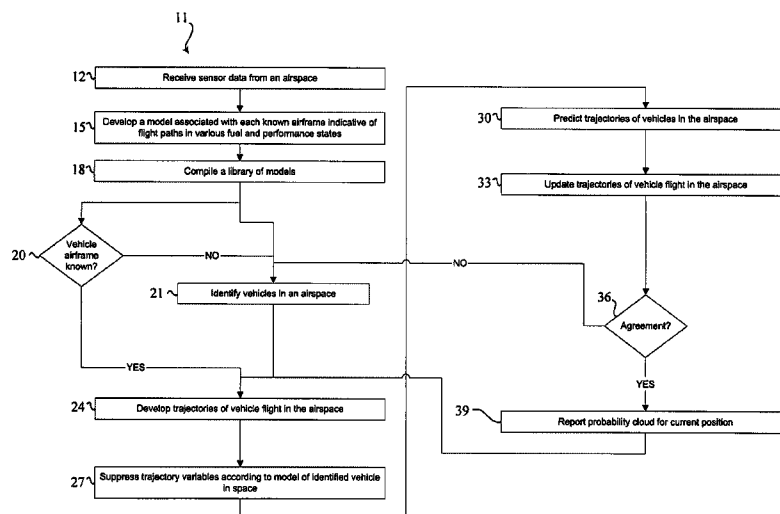 11
12
Receive sensor data from an airspace
15
Develop a model associated with each known airframe indicative of
flight paths in various fuel and performance states
18
Compile a library of models
20
Vehicle
airframe
known?
NO
21
Identify vehicles in an airspace
YES
24
Develop trajectories of vehicle flight in the airspace
27
Suppress trajectory variables according to model of identified vehicle in
space
30
Predict trajectories of vehicles in the airspace
33
Update trajectories of vehicle flight in the airspace
NO
36
Agreement?
YES
39
Report probability cloud for current position